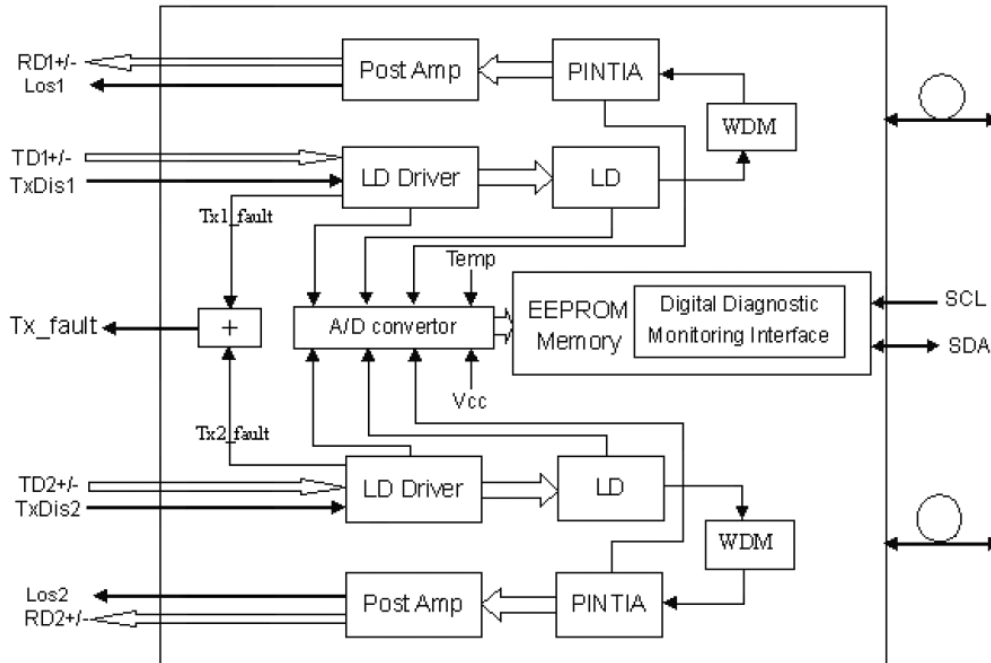 RD1+/-
Los1
Post Amp
PINTIA
WDM
TD1+/-
TxDis1
LD Driver
LD
Tx1_fault
Temp
Tx_fault
+
A/D convertor
EEPROM
Memory
Digital Diagnostic
Monitoring Interface
SCL
SDA
Vcc
Tx2_fault
TD2+/-
TxDis2
LD Driver
LD
WDM
Los2
RD2+/-
Post Amp
PINTIA